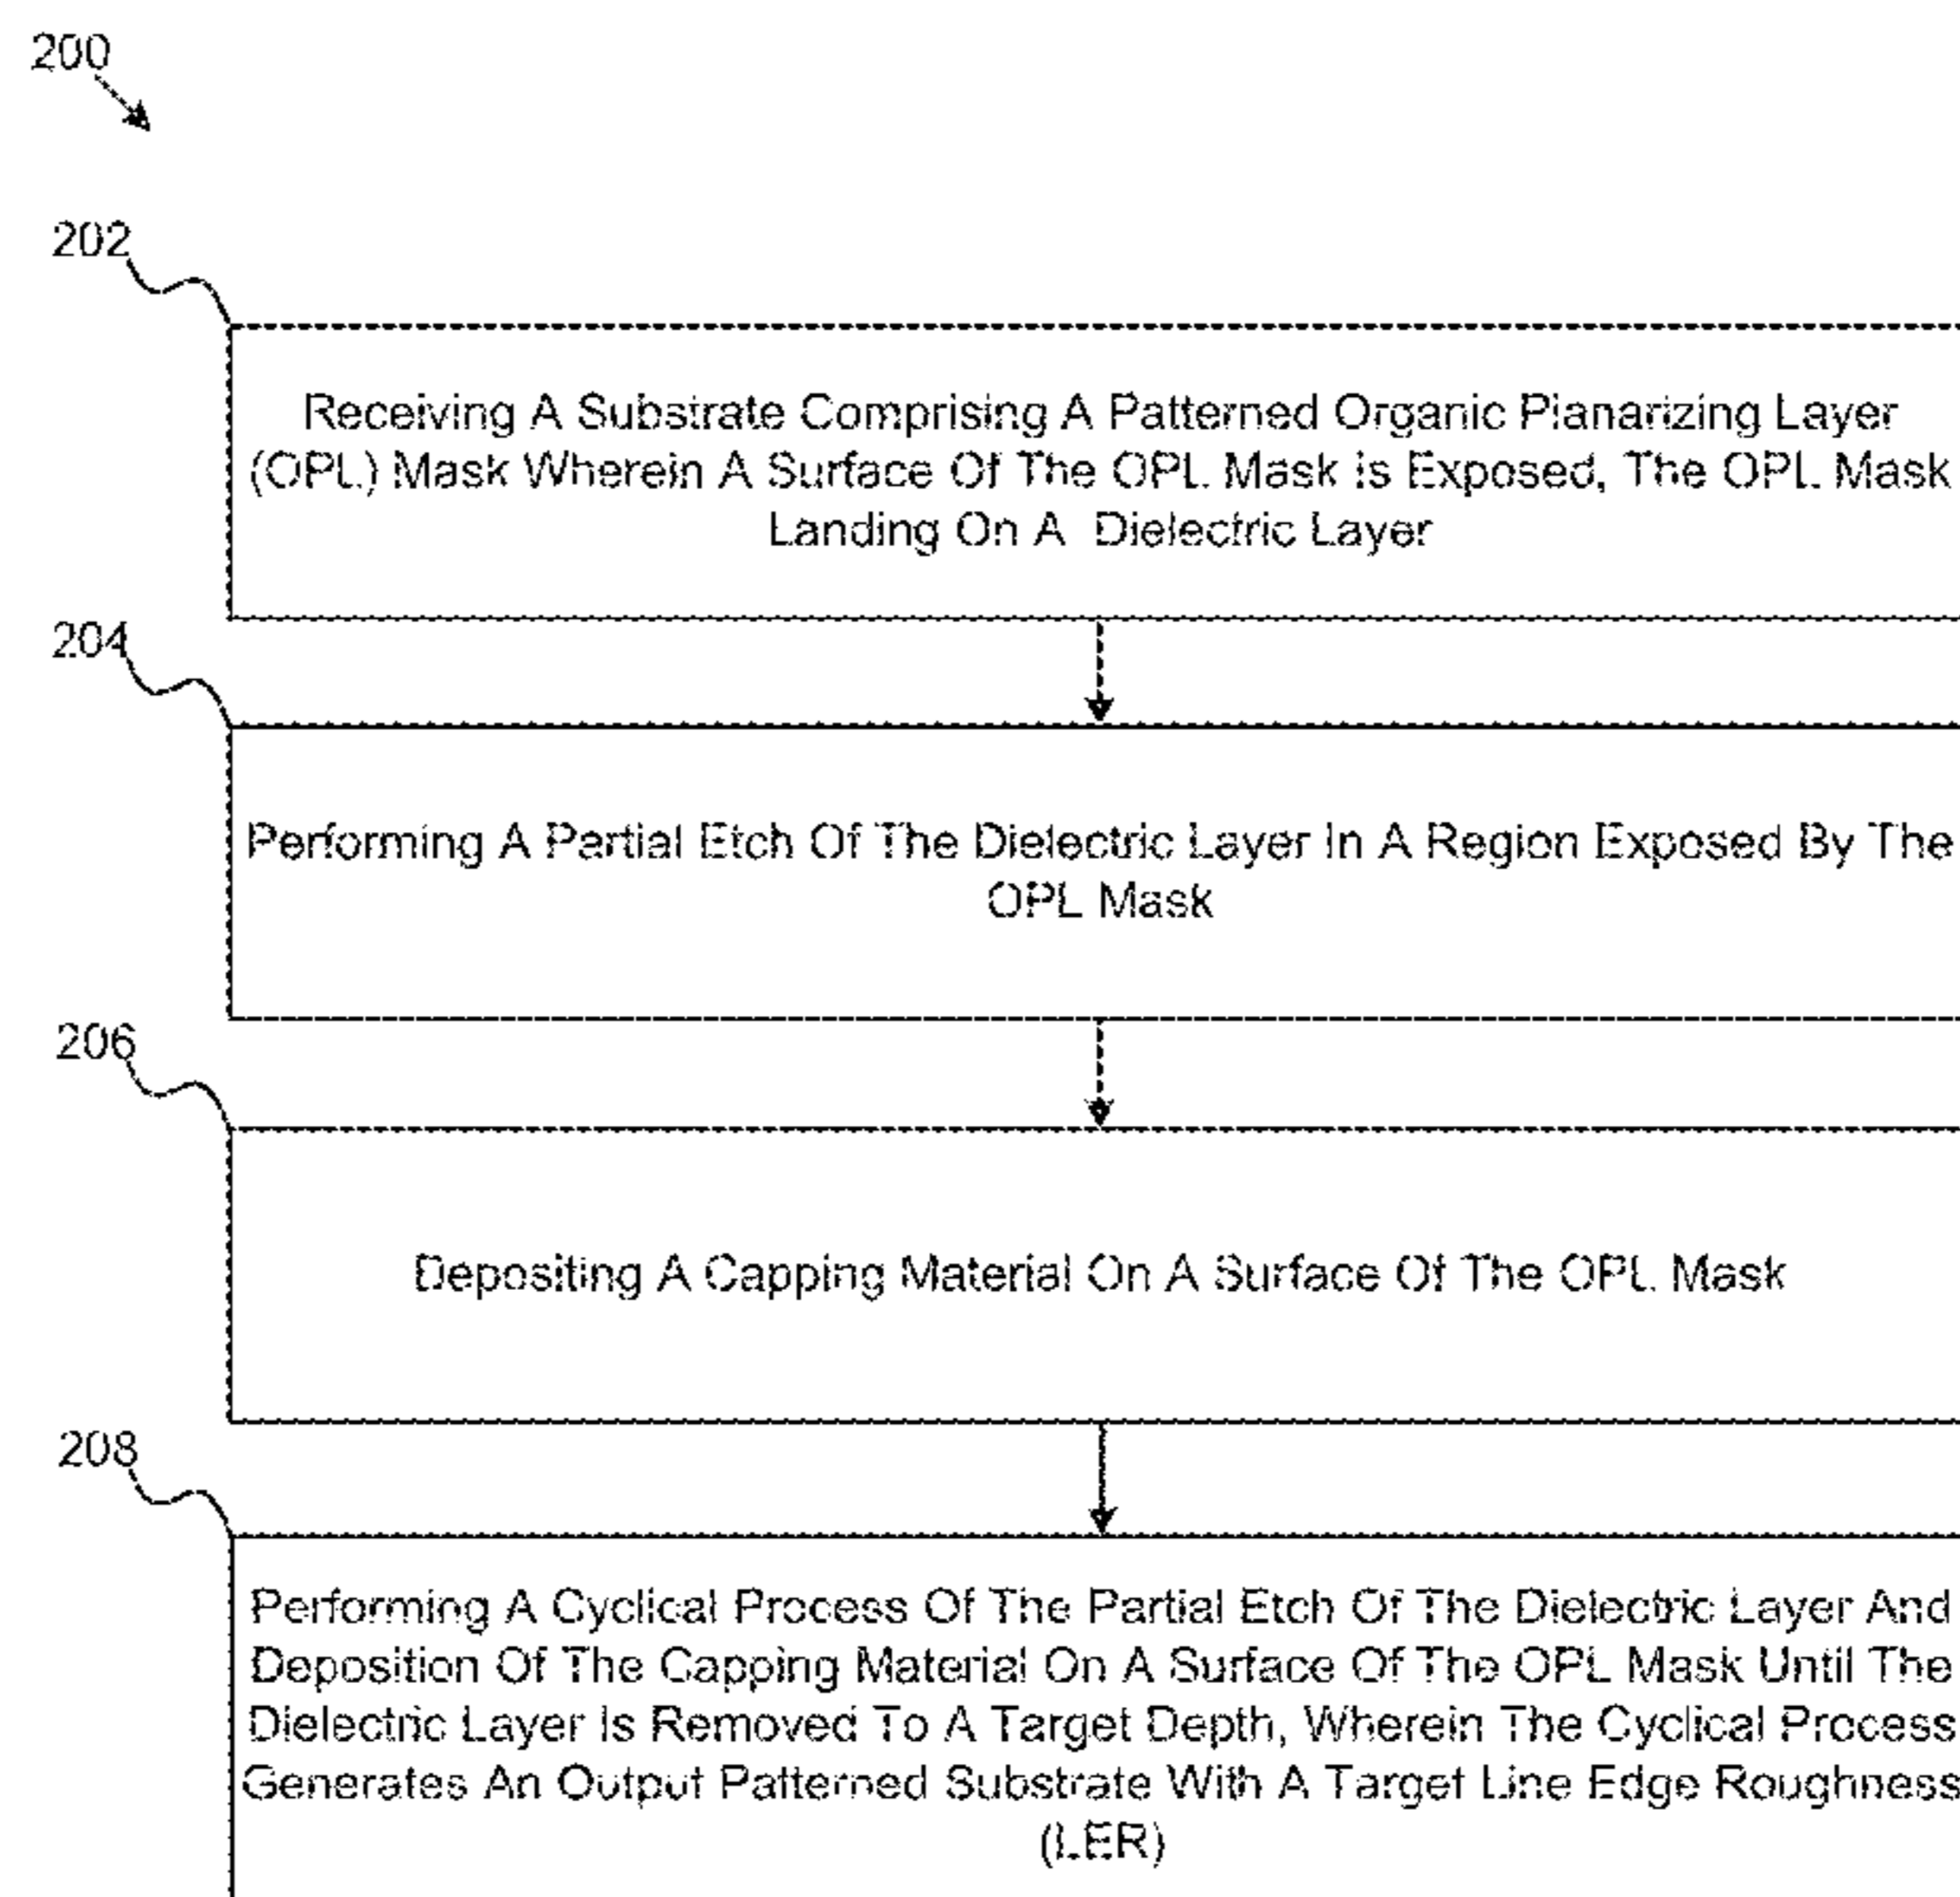 200
202
Receiving A Substrate Comprising A Patterned Organic Planarizing Layer
(OPL) Mask Wherein A Surface Of The OPL Mask Is Exposed, The OPL Mask
Landing On A Dielectric Layer
204
Performing A Partial Etch Of The Dielectric Layer In A Region Exposed By The
OPL Mask
206
Depositing A Capping Material On A Surface Of The OPL Mask
208
Performing A Cyclical Process Of The Partial Etch Of The Dielectric Layer And
Deposition Of The Capping Material On A Surface Of The OPL Mask Until The
Dielectric Layer Is Removed To A Target Depth, Wherein The Cyclical Process
Generates An Output Patterned Substrate With A Target Line Edge Roughness
(LER)